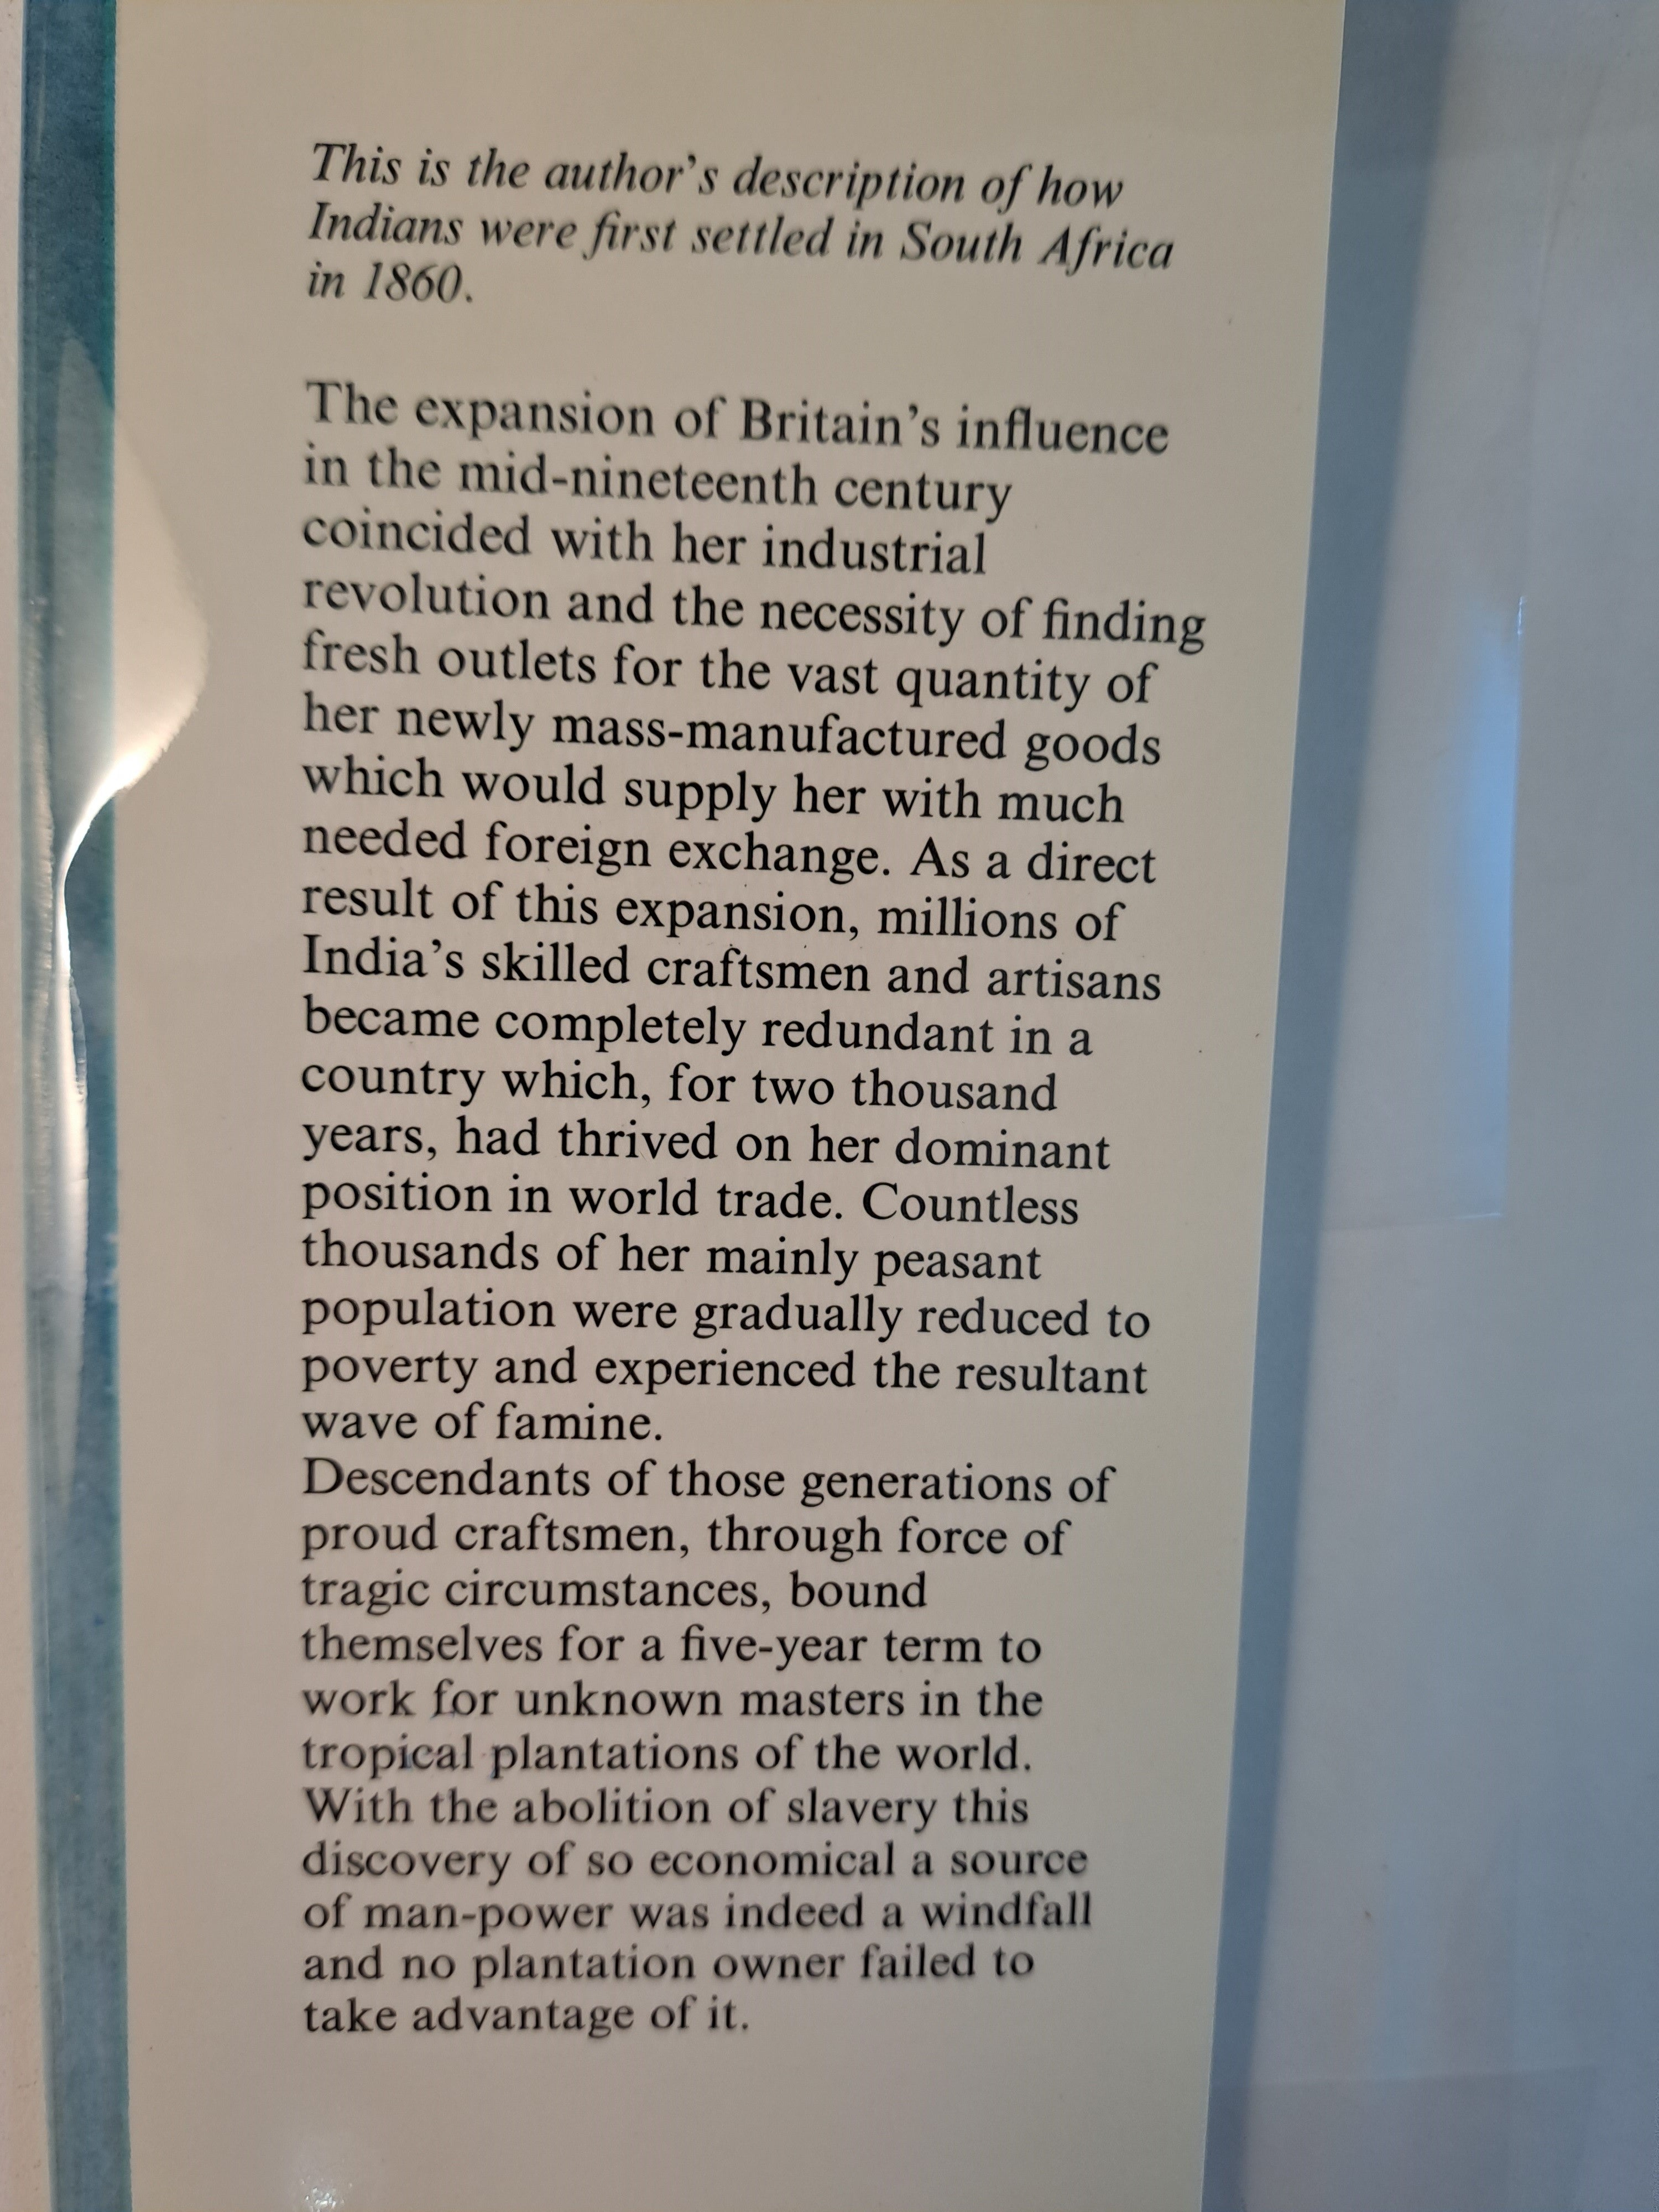 This is the author's description of how
Indians were first settled in South Africa
in 1860.
The expansion of Britain's influence
in the mid-nineteenth century
coincided with her industrial
revolution and the necessity of finding
fresh outlets for the vast quantity of
her newly mass-manufactured goods
which would supply her with much
needed foreign exchange. As a direct
result of this expansion, millions of
India's skilled craftsmen and artisans
became completely redundant in a
country which, for two thousand
years, had thrived on her dominant
position in world trade. Countless
thousands of her mainly peasant
population were gradually reduced to
poverty and experienced the resultant
wave of famine.
Descendants of those generations of
proud craftsmen, through force of
tragic circumstances, bound
themselves for a five-year term to
work for unknown masters in the
tropical plantations of the world.
With the abolition of slavery this
discovery of so economical a source
of man-power was indeed a windfall
and no plantation owner failed to
take advantage of it.